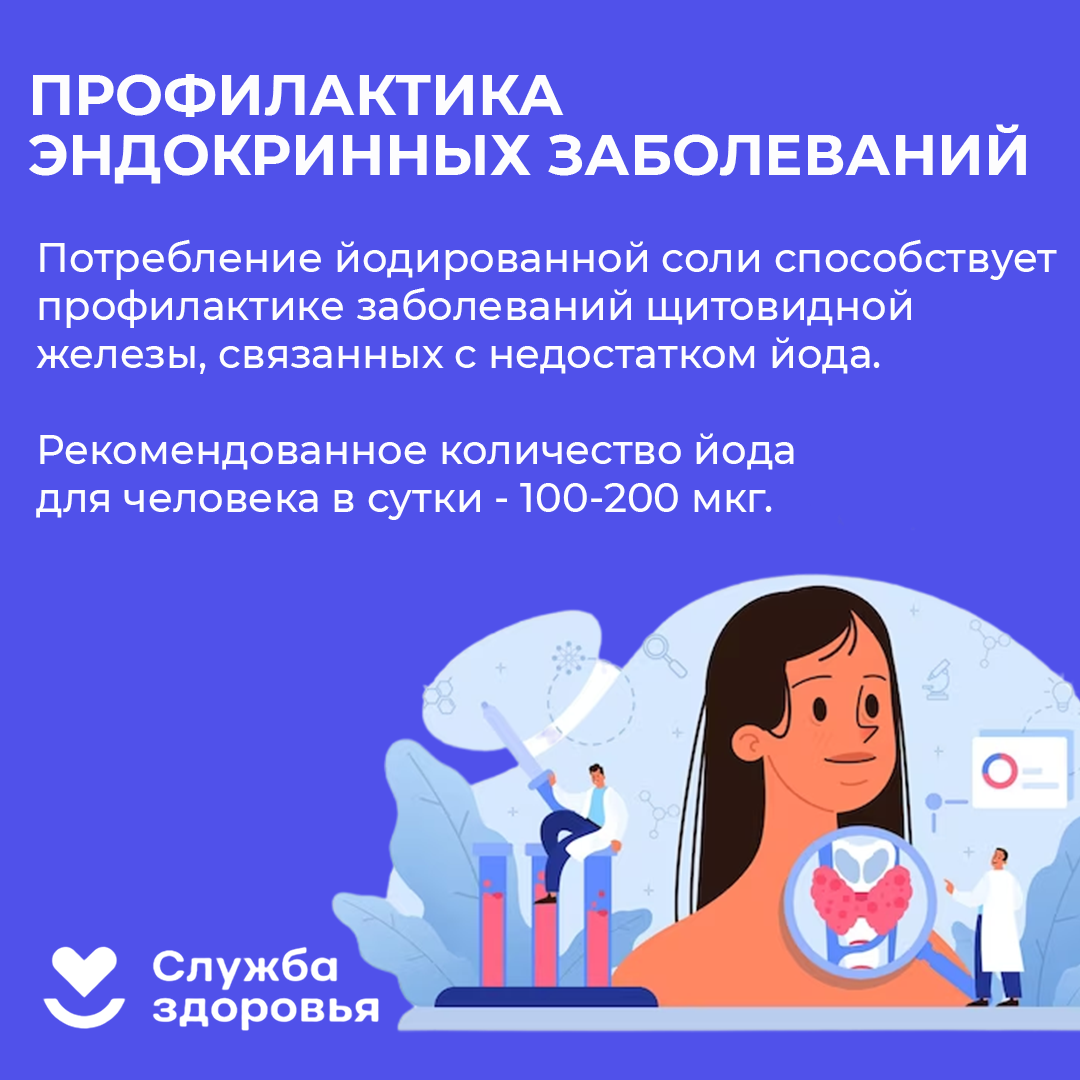 ПРОФИЛАКТИКА
ЭНДОКРИННЫХ ЗАБОЛЕВАНИЙ
Потребление йодированной соли способствует
профилактике заболеваний щитовидной
железы, связанных с недостатком йода.
Рекомендованное количество йода
для человека в сутки - 100-200 мкг.
Служба
здоровья